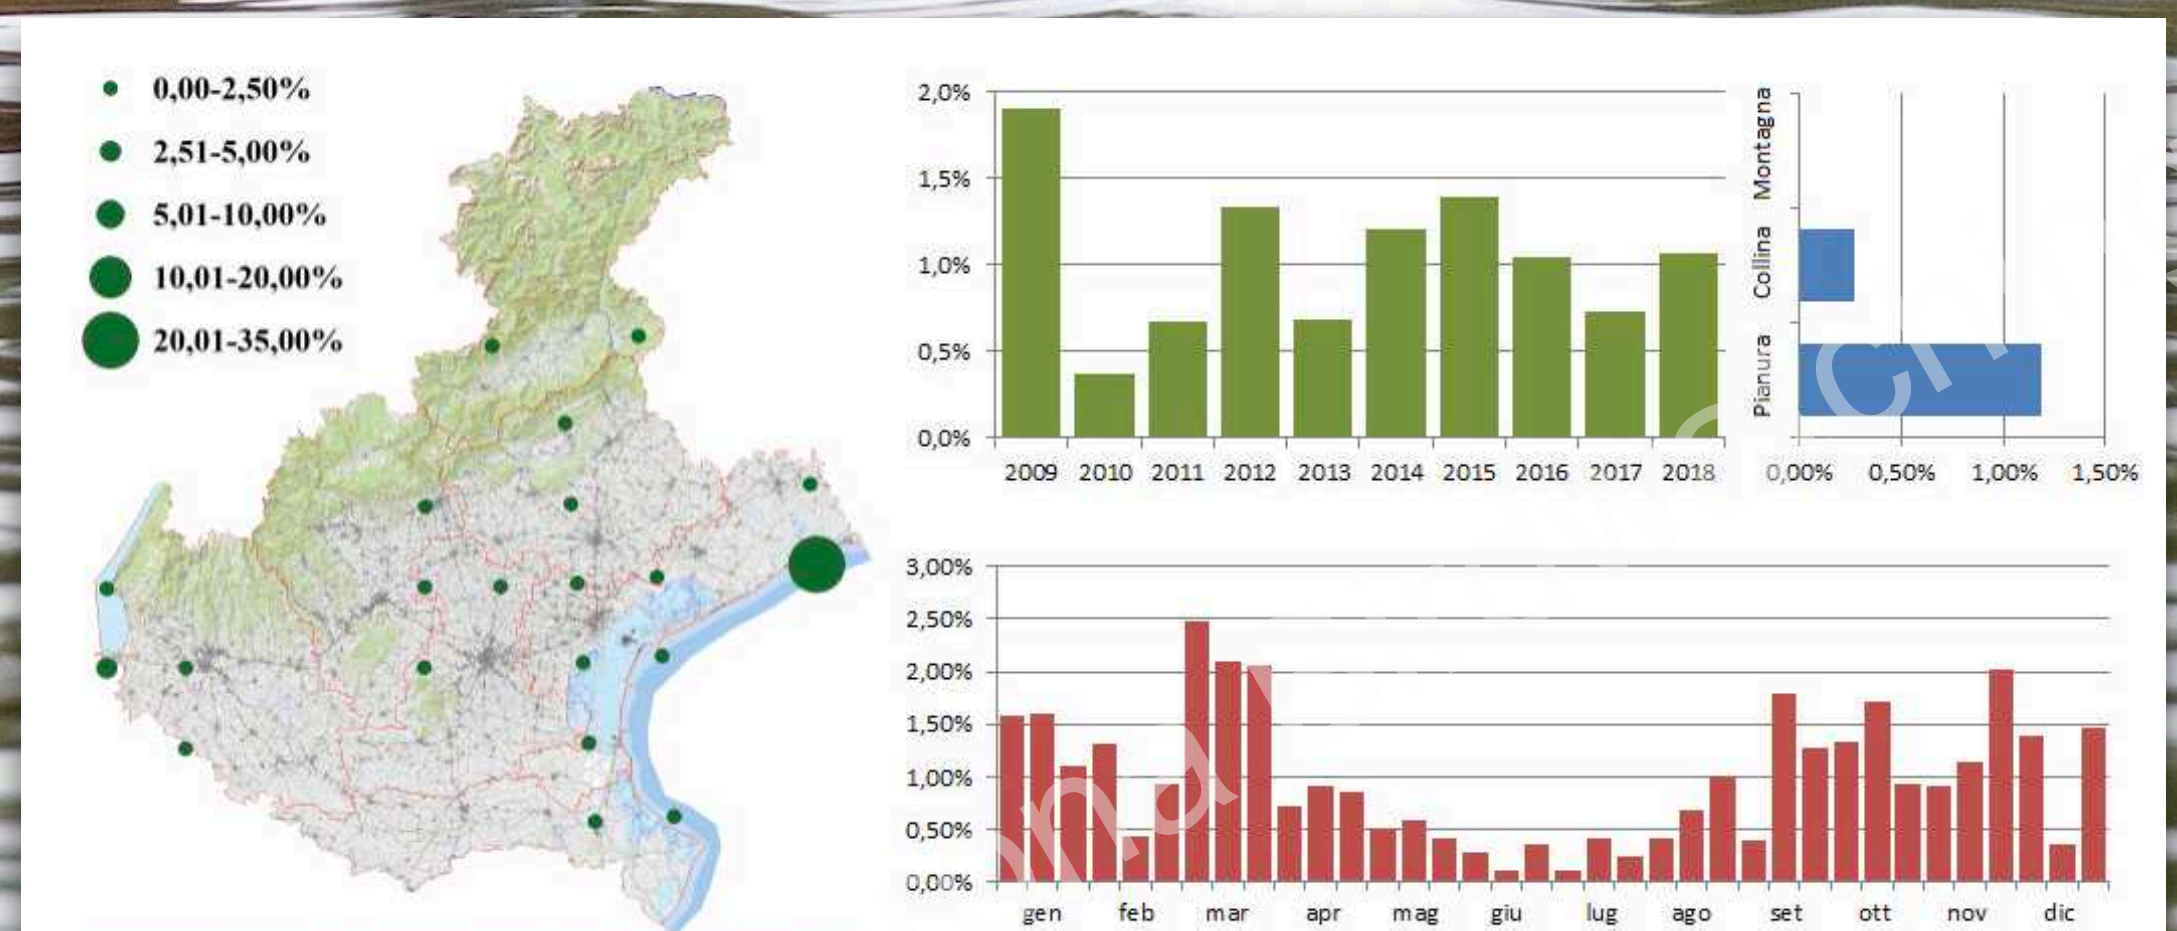 0,00-2,50%
2,51-5,00%
5,01-10,00%
10,01-20,00%
20,01-35,00%
2,0%
1,5%
1,0%
0,5%
0,0%
2009 2010 2011 2012 2013 2014 2015 2016 2017 2018
Montagna
Collina
Pianura
0,00% 0,50% 1,00% 1,50%
3,00%
2,50%
2,00%
1,50%
1,00%
0,50%
0,00%
gen feb mar apr mag giu lug ago set ott nov dic